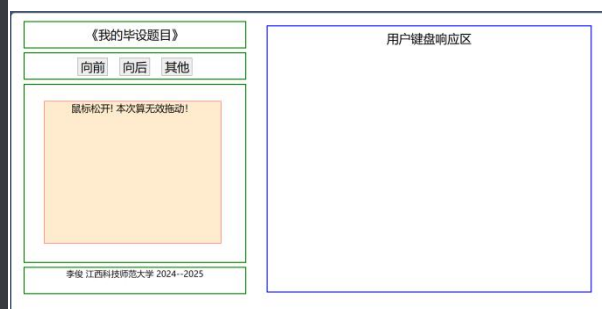 《我的毕设题目》
向前 向后 其他
鼠标松开! 本次算无效拖动!
李俊 江西科技师范大学 2024--2025
用户键盘响应区